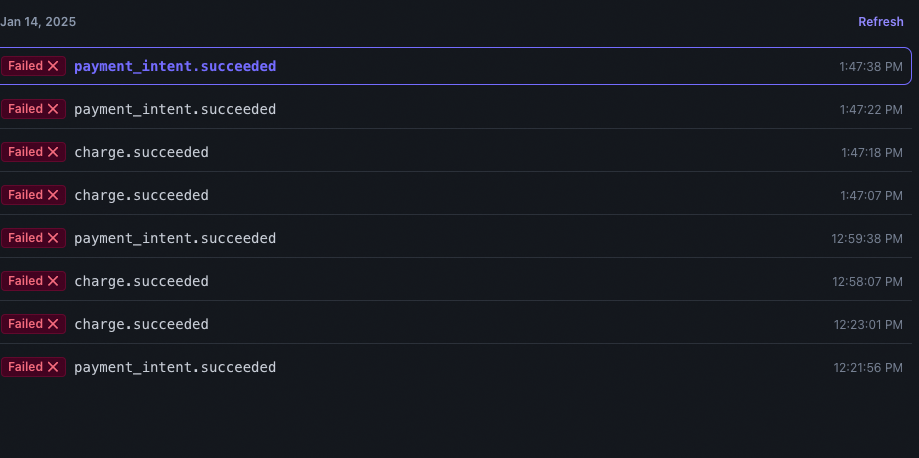 Jan 14, 2025 Refresh
Failed payment_intent.succeeded 1:47:38 PM
Failed payment_intent.succeeded 1:47:22 PM
Failed charge.succeeded 1:47:18 PM
Failed charge.succeeded 1:47:07 PM
Failed payment_intent.succeeded 12:59:38 PM
Failed charge.succeeded 12:58:07 PM
Failed charge.succeeded 12:23:01 PM
Failed payment_intent.succeeded 12:21:56 PM